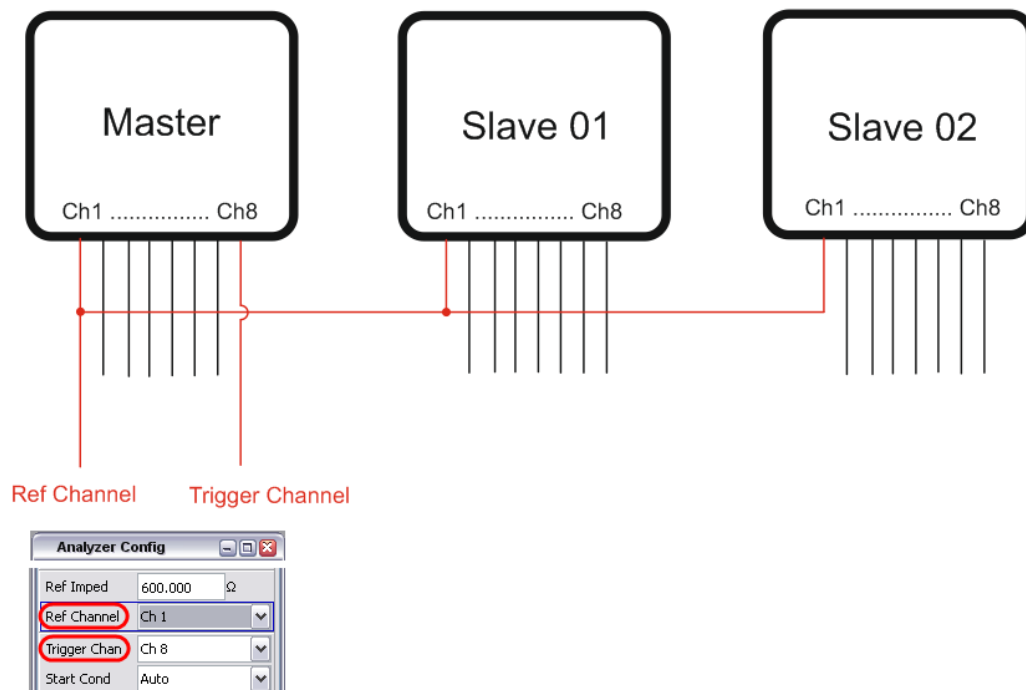 Master
Slave 01
Slave 02
Ch1 ................ Ch8
Ch1 ................ Ch8
Ch1 ................ Ch8
Ref Channel
Trigger Channel
Analyzer Config
Ref Imped 600.000 Ω
Ref Channel Ch 1
Trigger Chan Ch 8
Start Cond Auto